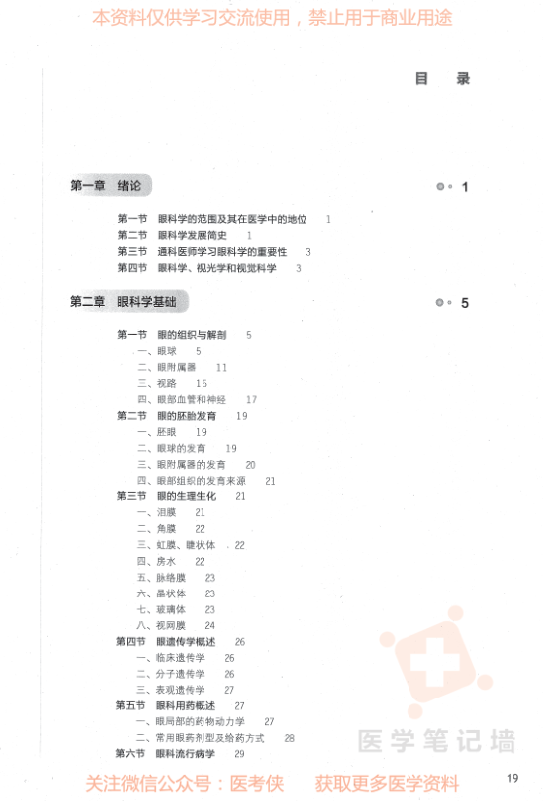 本资料仅供学习交流使用，禁止用于商业用途
目 录
第一章 绪论 1
第一节 眼科学的范围及其在医学中的地位 1
第二节 眼科学发展简史 1
第三节 通科医师学习眼科学的重要性 3
第四节 眼科学、视光学和视觉科学 3
第二章 眼科学基础 5
第一节 眼的组织与解剖 5
一、眼球 5
二、眼附属器 11
三、视路 15
四、眼部血管和神经 17
第二节 眼的胚胎发育 19
一、胚眼 19
二、眼球的发育 19
三、眼附属器的发育 20
四、眼部组织的发育来源 21
第三节 眼的生理生化 21
一、泪膜 21
二、角膜 22
三、虹膜、睫状体 22
四、房水 22
五、脉络膜 23
六、晶状体 23
七、玻璃体 23
八、视网膜 24
第四节 眼遗传学概述 26
一、临床遗传学 26
二、分子遗传学 26
三、表观遗传学 27
第五节 眼科用药概述 27
一、眼局部的药物动力学 27
二、常用眼药剂型及给药方式 28
第六节 眼科流行病学 29
医学笔记墙
19
关注微信公众号：医考侠 获取更多医学资料